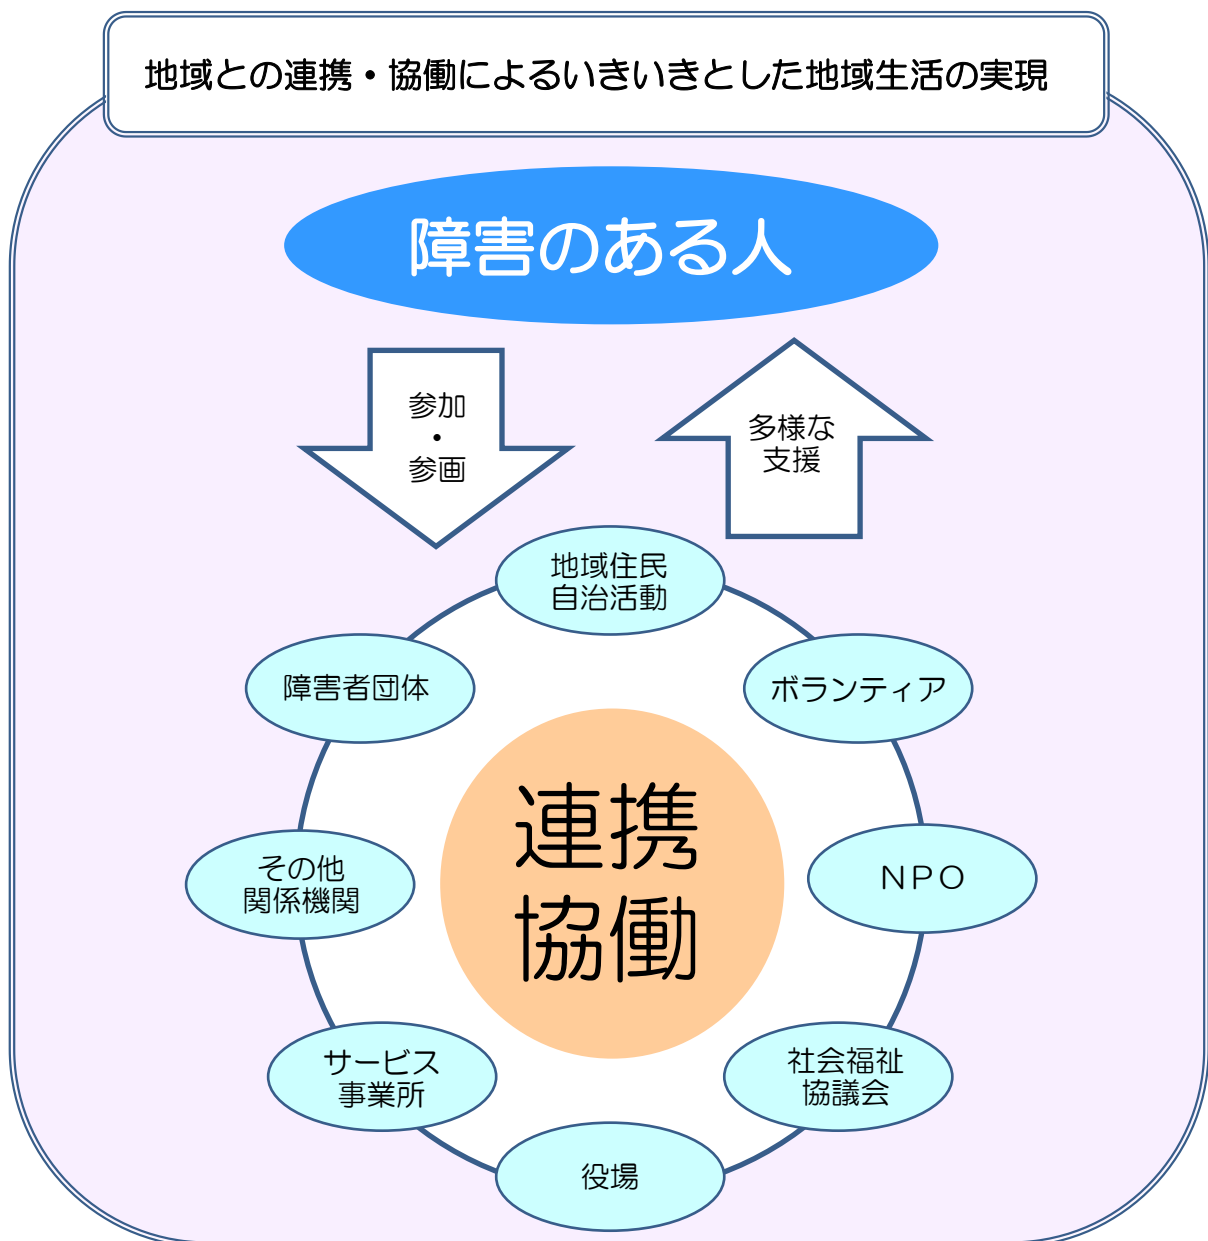 地域との連携・協働によるいきいきとした地域生活の実現
障害のある人
参加
・
参画
多様な
支援
地域住民
自治活動
障害者団体
ボランティア
連携
協働
その他
関係機関
ＮＰＯ
サービス
事業所
社会福祉
協議会
役場